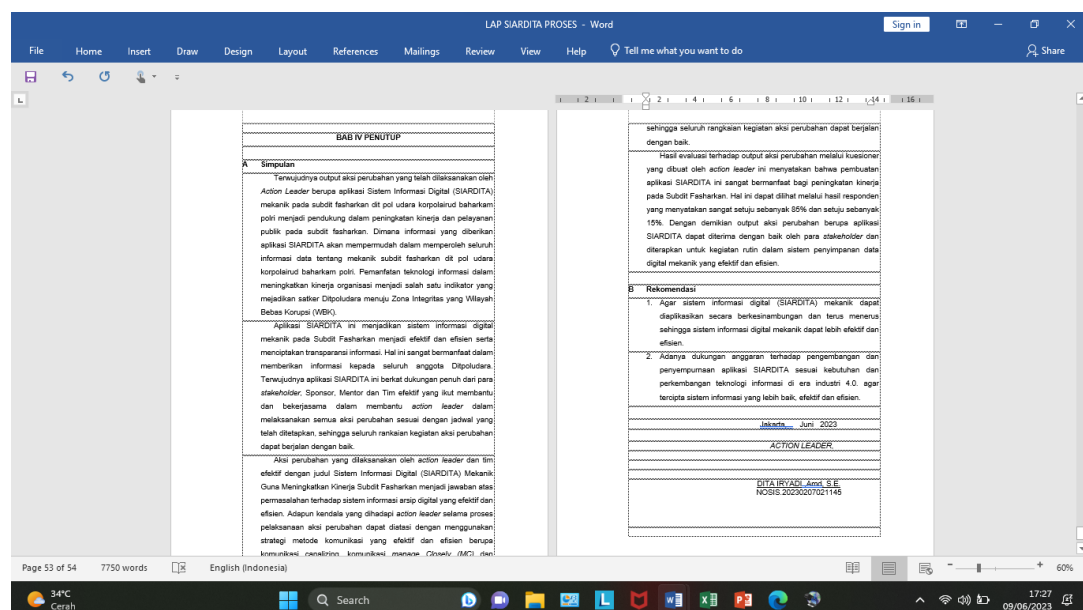 LAP SIARDITA PROSES - Word
Sign in
File Home Insert Draw Design Layout References Mailings Review View Help Tell me what you want to do Share
2 2 4 6 8 10 12 14 16
BAB IV PENUTUP
A Simpulan
Terwujudnya output aksi perubahan yang telah dilaksanakan oleh
Action Leader berupa aplikasi Sistem Informasi Digital (SIARDITA)
mekanik pada subdit fasharkan dit pol udara korpolairud baharkam
polri menjadi pendukung dalam peningkatan kinerja dan pelayanan
publik pada subdit fasharkan. Dimana informasi yang diberikan
aplikasi SIARDITA akan mempermudah dalam memperoleh seluruh
informasi data tentang mekanik subdit fasharkan dit pol udara
korpolairud baharkam polri. Pemanfatan teknologi informasi dalam
meningkatkan kinerja organisasi menjadi salah satu indikator yang
mejadikan satker Ditpoludara menuju Zona Integritas yang Wilayah
Bebas Korupsi (WBK).
Aplikasi SIARDITA ini menjadikan sistem informasi digital
mekanik pada Subdit Fasharkan menjadi efektif dan efisien serta
menciptakan transparansi informasi. Hal ini sangat bermanfaat dalam
memberikan informasi kepada seluruh anggota Ditpoludara.
Terwujudnya aplikasi SIARDITA ini berkat dukungan penuh dari para
stakeholder, Sponsor, Mentor dan Tim efektif yang ikut membantu
dan bekerjasama dalam membantu action leader dalam
melaksanakan semua aksi perubahan sesuai dengan jadwal yang
telah ditetapkan, sehingga seluruh rankaian kegiatan aksi perubahan
dapat berjalan dengan baik.
Aksi perubahan yang dilaksanakan oleh action leader dan tim
efektif dengan judul Sistem Informasi Digital (SIARDITA) Mekanik
Guna Meningkatkan Kinerja Subdit Fasharkan menjadi jawaban atas
permasalahan terhadap sistem informasi arsip digital yang efektif dan
efisien. Adapun kendala yang dihadapi action leader selama proses
pelaksanaan aksi perubahan dapat diatasi dengan menggunakan
strategi metode komunikasi yang efektif dan efisien berupa
komunikasi canalizing, komunikasi manage Closely (MC) dan
sehingga seluruh rangkaian kegiatan aksi perubahan dapat berjalan
dengan baik.
Hasil evaluasi terhadap output aksi perubahan melalui kuesioner
yang dibuat oleh action leader ini menyatakan bahwa pembuatan
aplikasi SIARDITA ini sangat bermanfaat bagi peningkatan kinerja
pada Subdit Fasharkan. Hal ini dapat dilihat melalui hasil responden
yang menyatakan sangat setuju sebanyak 85% dan setuju sebanyak
15%. Dengan demikian output aksi perubahan berupa aplikasi
SIARDITA dapat diterima dengan baik oleh para stakeholder dan
diterapkan untuk kegiatan rutin dalam sistem penyimpanan data
digital mekanik yang efektif dan efisien.
B Rekomendasi
1. Agar sistem informasi digital (SIARDITA) mekanik dapat
diaplikasikan secara berkesinambungan dan terus menerus
sehingga sistem informasi digital mekanik dapat lebih efektif dan
efisien.
2. Adanya dukungan anggaran terhadap pengembangan dan
penyempurnaan aplikasi SIARDITA sesuai kebutuhan dan
perkembangan teknologi informasi di era industri 4.0. agar
tercipta sistem informasi yang lebih baik, efektif dan efisien.
Jakarta, Juni 2023
ACTION LEADER,
DITA IRYADI,Amd, S.E.
NOSIS.20230207021145
Page 53 of 54 7750 words English (Indonesia) 60%
34°C
Cerah
Search
17:27
09/06/2023